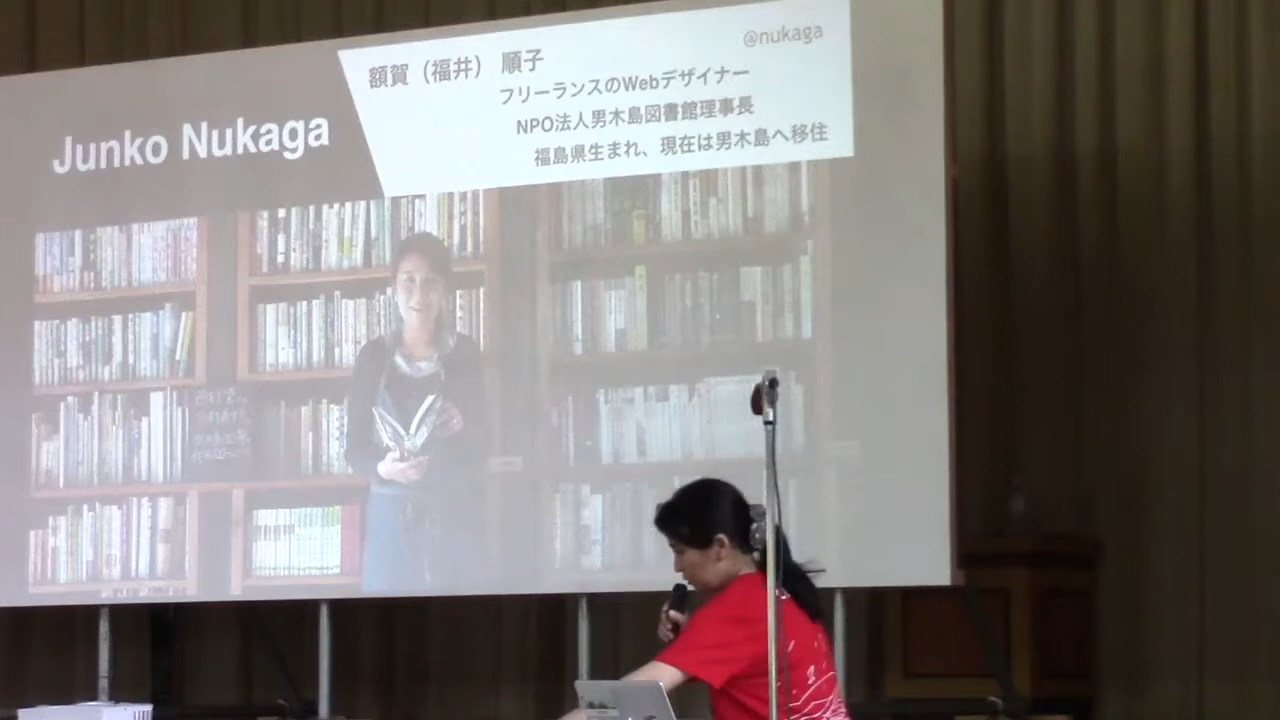 @nukaga
額賀（福井） 順子
フリーランスのWebデザイナー
NPO法人男木島図書館理事長
福島県生まれ、現在は男木島へ移住
Junko Nukaga